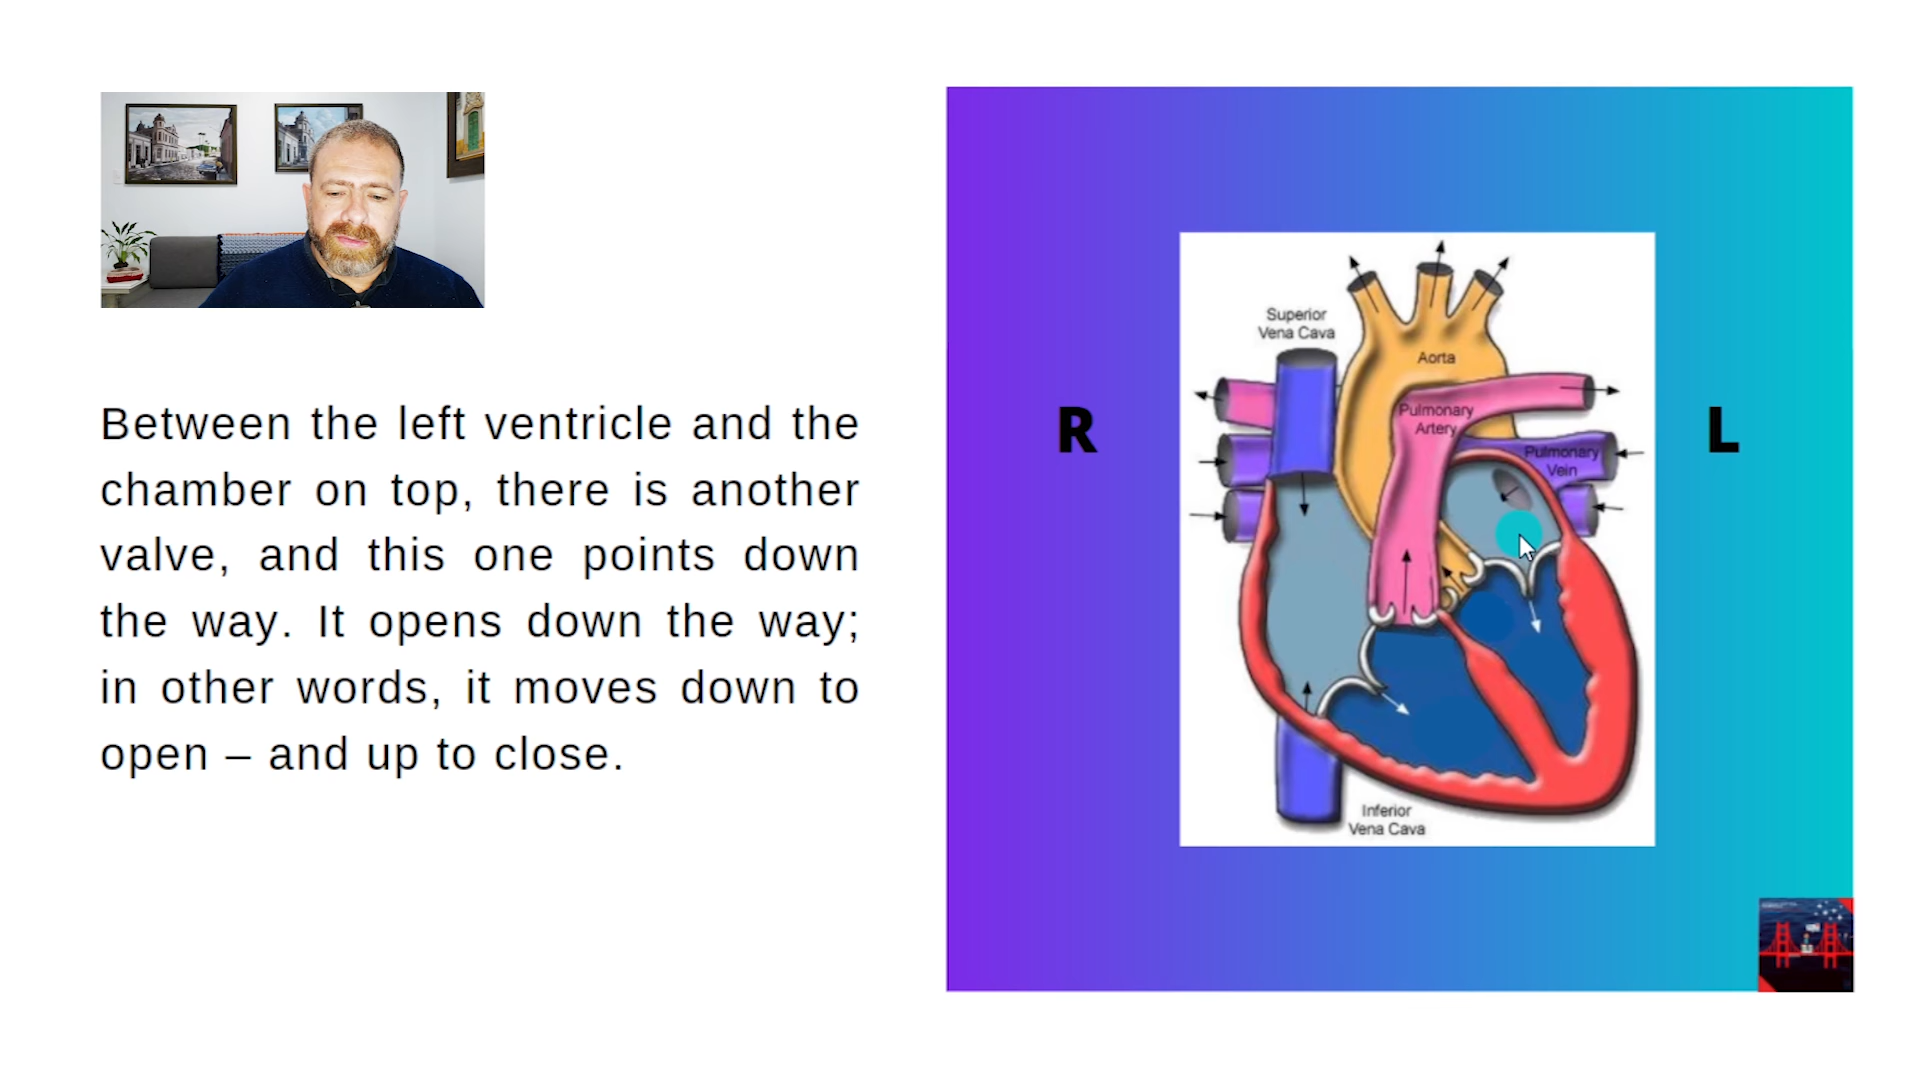 Between the left ventricle and the
chamber on top, there is another
valve, and this one points down
the way. It opens down the way;
in other words, it moves down to
open – and up to close.
R
L
Superior
Vena Cava
Aorta
Pulmonary
Artery
Pulmonary
Vein
Inferior
Vena Cava